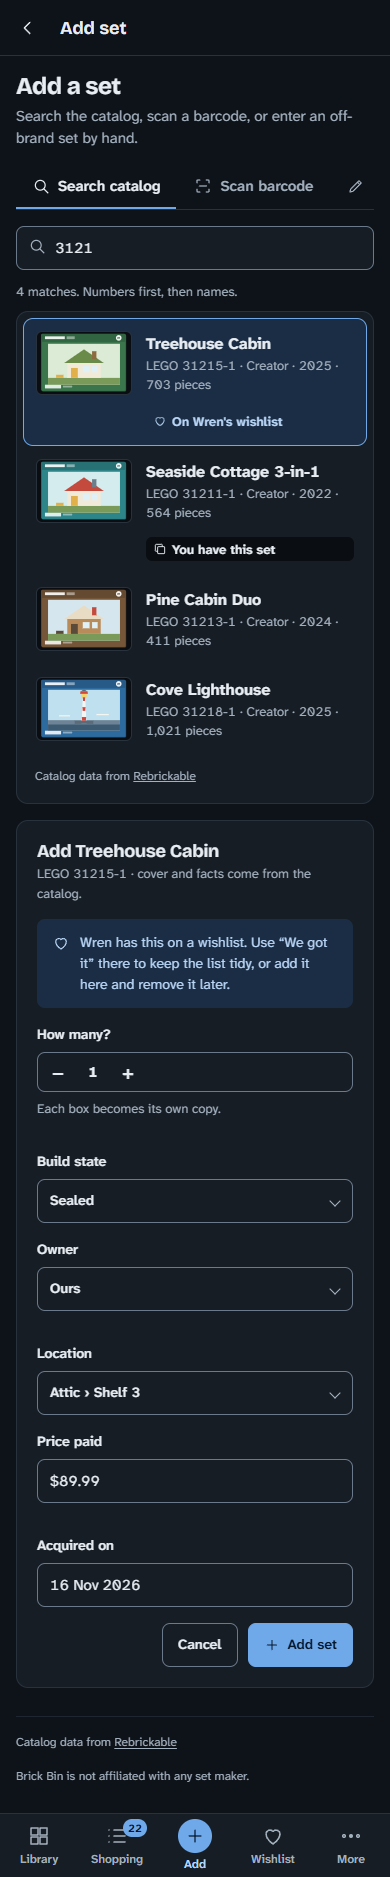 Add set
Add a set
Search the catalog, scan a barcode, or enter an off-
brand set by hand.
Search catalog
Scan barcode
3121
4 matches. Numbers first, then names.
Treehouse Cabin
LEGO 31215-1 · Creator · 2025 ·
703 pieces
On Wren's wishlist
Seaside Cottage 3-in-1
LEGO 31211-1 · Creator · 2022 ·
564 pieces
You have this set
Pine Cabin Duo
LEGO 31213-1 · Creator · 2024 ·
411 pieces
Cove Lighthouse
LEGO 31218-1 · Creator · 2025 ·
1,021 pieces
Catalog data from Rebrickable
Add Treehouse Cabin
LEGO 31215-1 · cover and facts come from the
catalog.
Wren has this on a wishlist. Use “We got
it” there to keep the list tidy, or add it
here and remove it later.
How many?
− 1 +
Each box becomes its own copy.
Build state
Sealed
Owner
Ours
Location
Attic › Shelf 3
Price paid
$89.99
Acquired on
16 Nov 2026
Cancel
+ Add set
Catalog data from Rebrickable
Brick Bin is not affiliated with any set maker.
22
Library
Shopping
Add
Wishlist
More